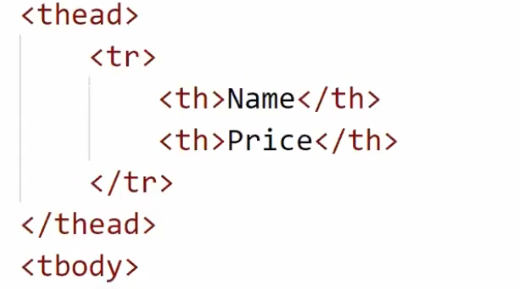 <thead>
<tr>
<th>Name</th>
<th>Price</th>
</tr>
</thead>
<tbody>